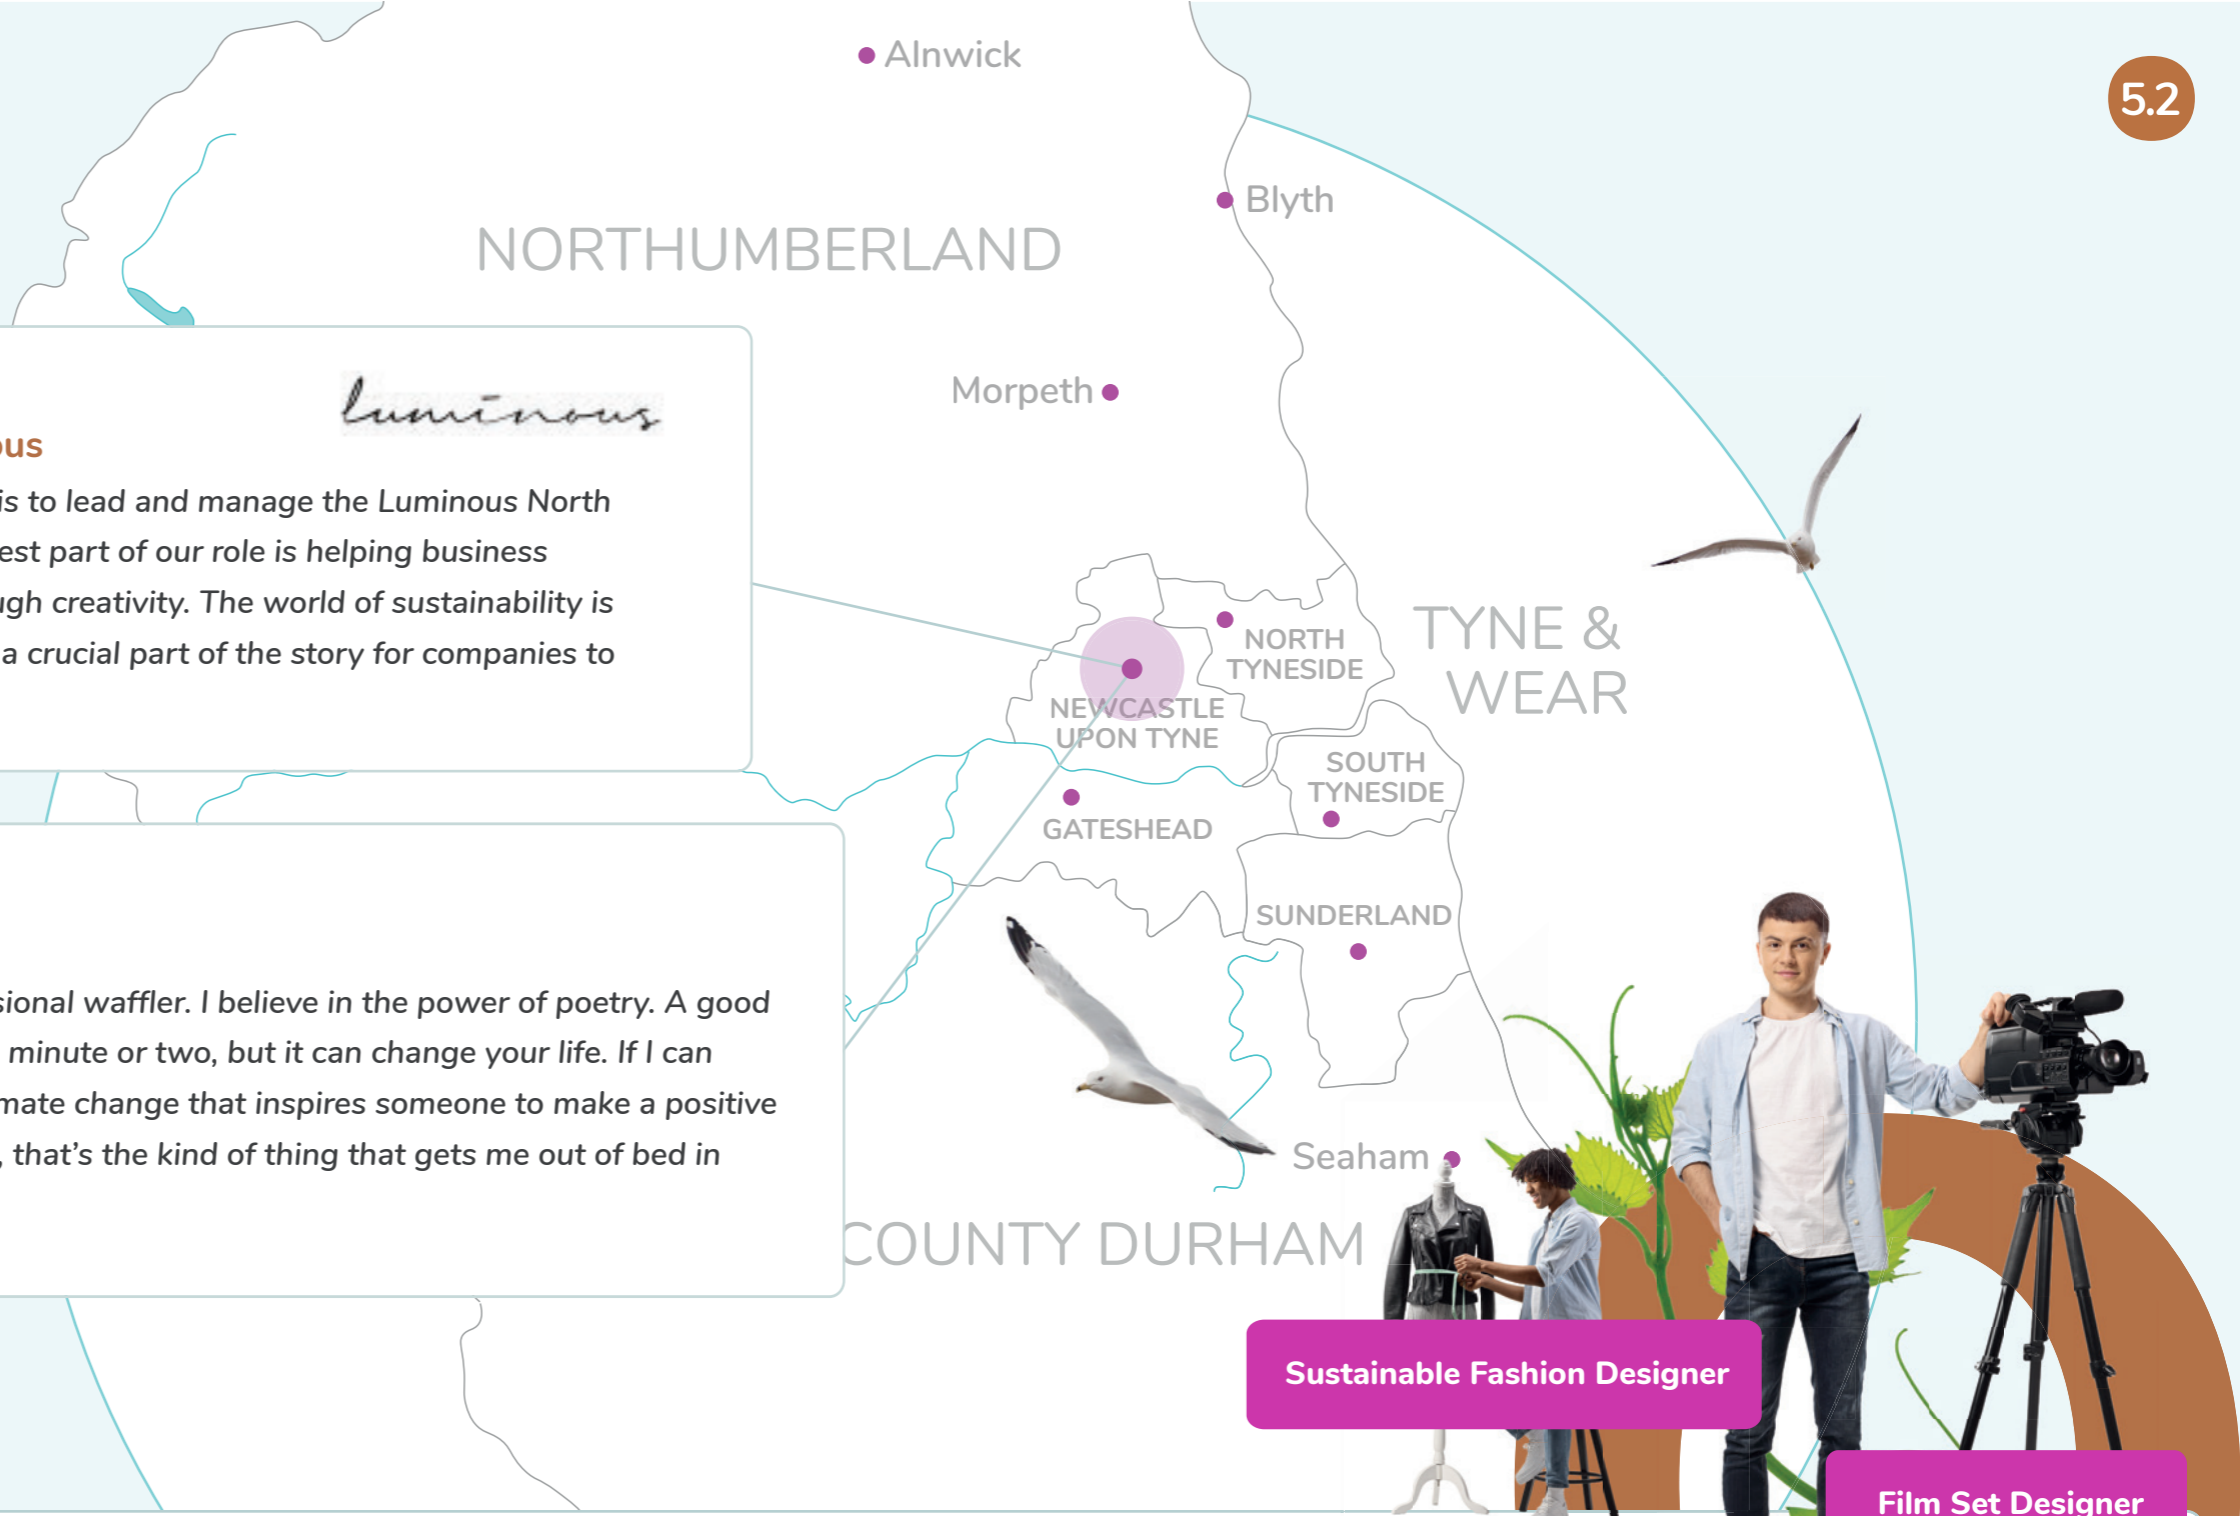 Alnwick
5.2
Blyth
NORTHUMBERLAND
Morpeth
luminous
ous
is to lead and manage the Luminous North
est part of our role is helping business
ugh creativity. The world of sustainability is
a crucial part of the story for companies to
NORTH
TYNESIDE
TYNE &
WEAR
NEWCASTLE
UPON TYNE
SOUTH
TYNESIDE
GATESHEAD
SUNDERLAND
sional waffler. I believe in the power of poetry. A good
minute or two, but it can change your life. If I can
mate change that inspires someone to make a positive
, that’s the kind of thing that gets me out of bed in
Seaham
COUNTY DURHAM
Sustainable Fashion Designer
Film Set Designer